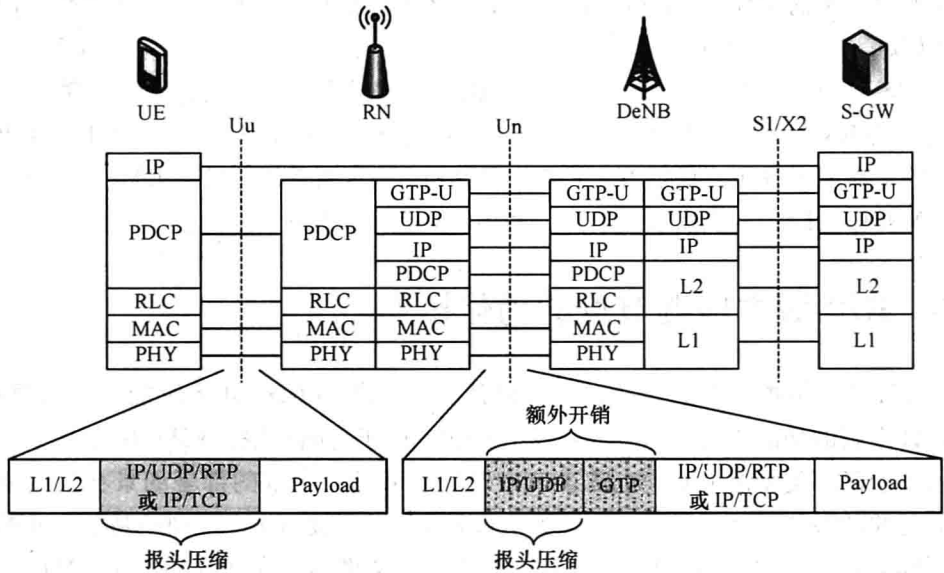 UE
RN
DeNB
S-GW
Uu
Un
S1/X2
IP
IP
GTP-U
GTP-U
GTP-U
GTP-U
PDCP
PDCP
UDP
UDP
UDP
UDP
IP
IP
IP
IP
PDCP
PDCP
L2
L2
RLC
RLC
RLC
RLC
MAC
MAC
MAC
MAC
L1
L1
PHY
PHY
PHY
PHY
额外开销
L1/L2
IP/UDP/RTP
或 IP/TCP
Payload
L1/L2
IP/UDP
GTP
IP/UDP/RTP
或 IP/TCP
Payload
报头压缩
报头压缩